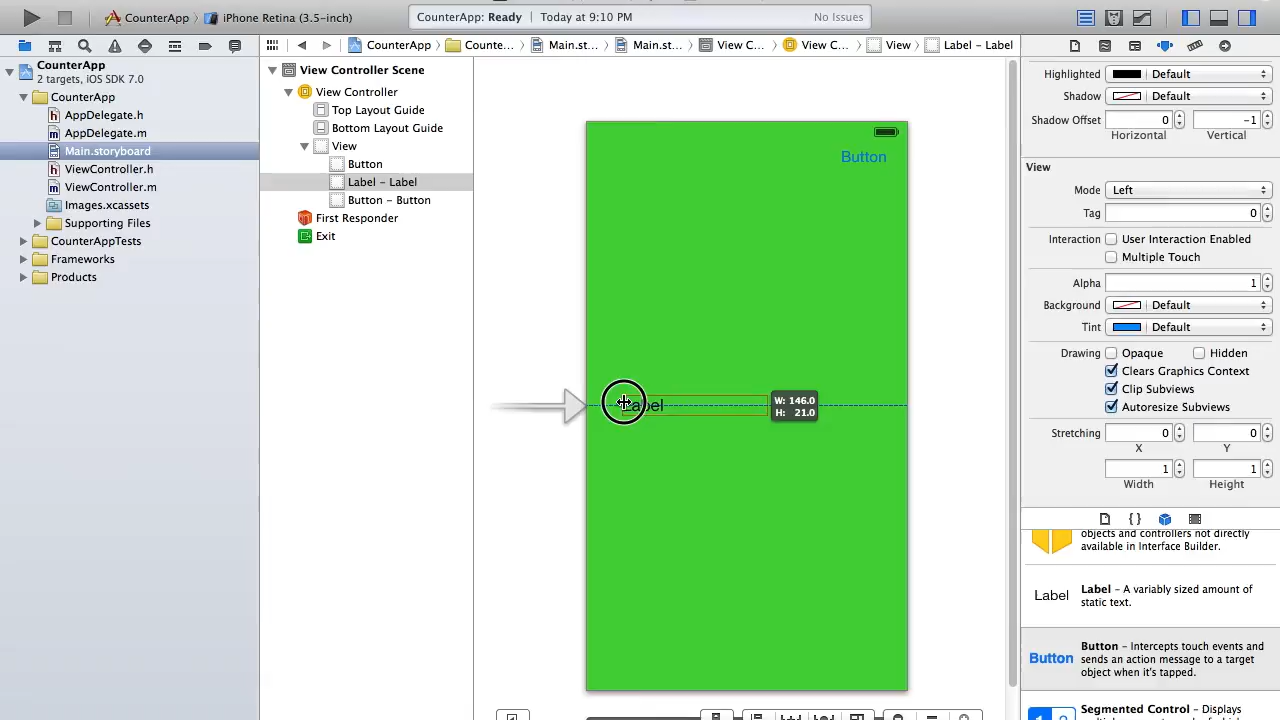 CounterApp
iPhone Retina (3.5-inch)
CounterApp: Ready
Today at 9:10 PM
No Issues
CounterApp
Counte...
Main.st...
Main.st...
View C...
View C...
View
Label – Label
CounterApp
2 targets, iOS SDK 7.0
CounterApp
AppDelegate.h
AppDelegate.m
Main.storyboard
ViewController.h
ViewController.m
Images.xcassets
Supporting Files
CounterAppTests
Frameworks
Products
View Controller Scene
View Controller
Top Layout Guide
Bottom Layout Guide
View
Button
Label – Label
Button – Button
First Responder
Exit
Button
W: 146.0
H: 21.0
Highlighted Default
Shadow Default
Shadow Offset 0 -1
Horizontal Vertical
View
Mode Left
Tag 0
Interaction User Interaction Enabled
Multiple Touch
Alpha 1
Background Default
Tint Default
Drawing Opaque Hidden
Clears Graphics Context
Clip Subviews
Autoresize Subviews
Stretching 0 0
X Y
1 1
Width Height
objects and controllers not directly
available in Interface Builder.
Label
Label – A variably sized amount of
static text.
Button
Button – Intercepts touch events and
sends an action message to a target
object when it's tapped.
Segmented Control – Displays